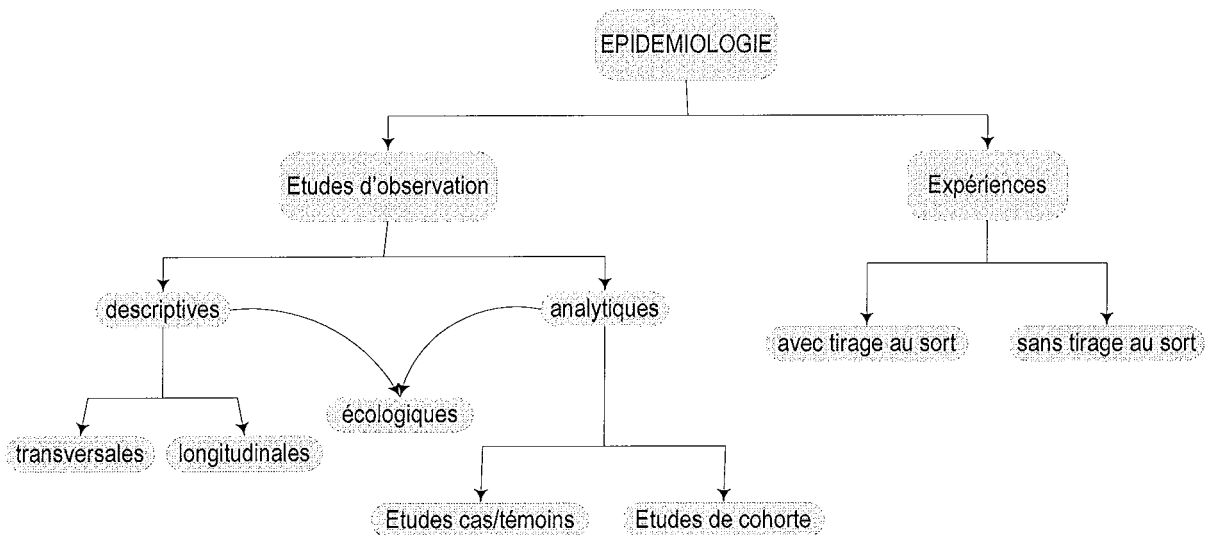 EPIDEMIOLOGIE
Etudes d'observation
Expériences
descriptives
analytiques
avec tirage au sort
sans tirage au sort
écologiques
transversales
longitudinales
Etudes cas/témoins
Etudes de cohorte